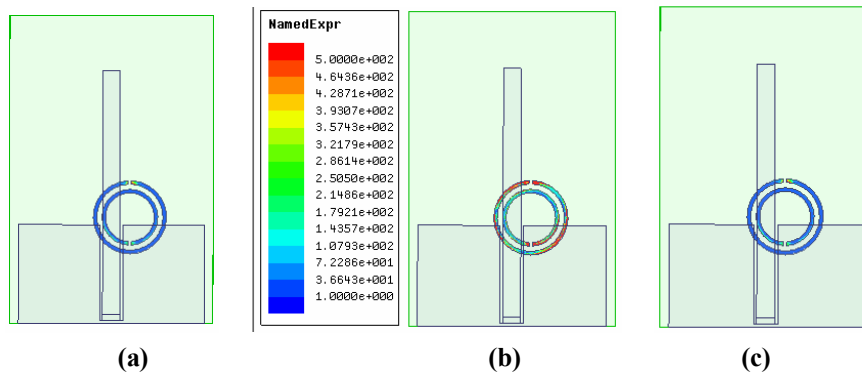 NamedExpr
5.0000e+002
4.6436e+002
4.2871e+002
3.9307e+002
3.5743e+002
3.2179e+002
2.8614e+002
2.5050e+002
2.1486e+002
1.7921e+002
1.4357e+002
1.0793e+002
7.2286e+001
3.6643e+001
1.0000e+000
(a)
(b)
(c)